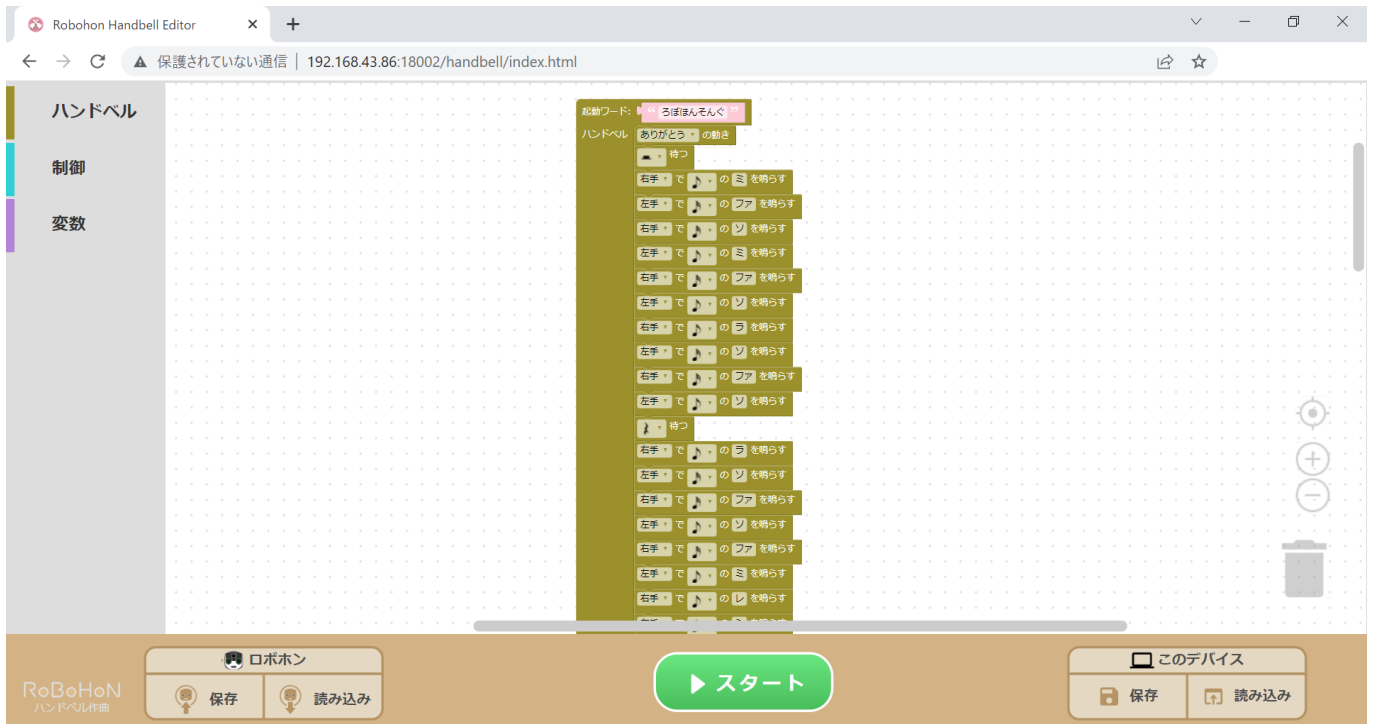 Robohon Handbell Editor
保護されていない通信 | 192.168.43.86:18002/handbell/index.html
ハンドベル
制御
変数
起動ワード: “ ろぼほんそんぐ ”
ハンドベル ありがとう の動き
待つ
右手 で の ミ を鳴らす
左手 で の ファ を鳴らす
右手 で の ソ を鳴らす
左手 で の ミ を鳴らす
右手 で の ファ を鳴らす
左手 で の ソ を鳴らす
右手 で の ラ を鳴らす
左手 で の ソ を鳴らす
右手 で の ファ を鳴らす
左手 で の ソ を鳴らす
待つ
右手 で の ラ を鳴らす
左手 で の ソ を鳴らす
右手 で の ファ を鳴らす
左手 で の ソ を鳴らす
右手 で の ファ を鳴らす
左手 で の ミ を鳴らす
右手 で の レ を鳴らす
RoBoHoN
ハンドベル作曲
ロボホン
保存
読み込み
スタート
このデバイス
保存
読み込み